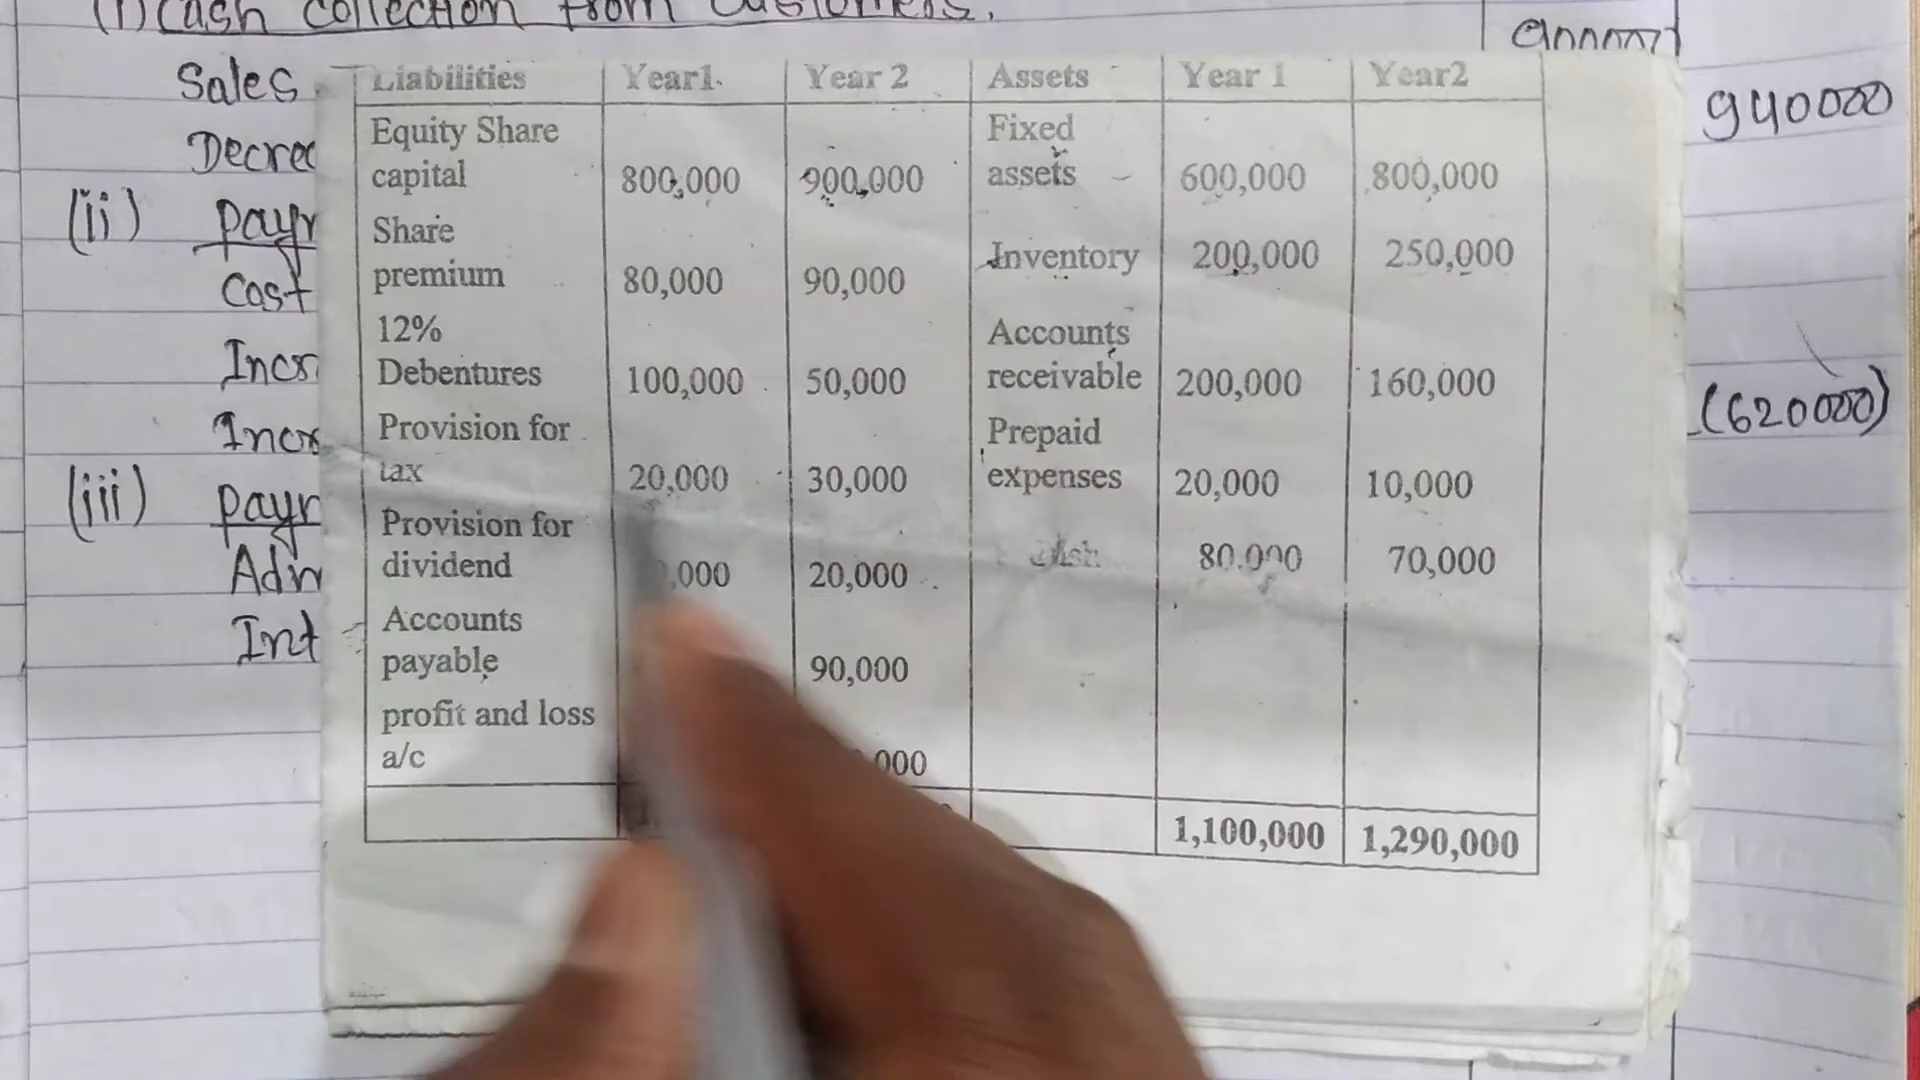 (i) Cash collection from customers.
Sales
940000
Decrea
(ii) paym
Cost
Incr
Incr
(620000)
(iii) paym
Adm
Int
Liabilities Year1. Year 2 Assets Year 1 Year2
Equity Share Fixed
capital 800,000 900,000 assets 600,000 800,000
Share
premium 80,000 90,000 Inventory 200,000 250,000
12% Accounts
Debentures 100,000 50,000 receivable 200,000 160,000
Provision for Prepaid
tax 20,000 30,000 expenses 20,000 10,000
Provision for
dividend ,000 20,000 80,000 70,000
Accounts
payable 90,000
profit and loss
a/c ,000
1,100,000 1,290,000